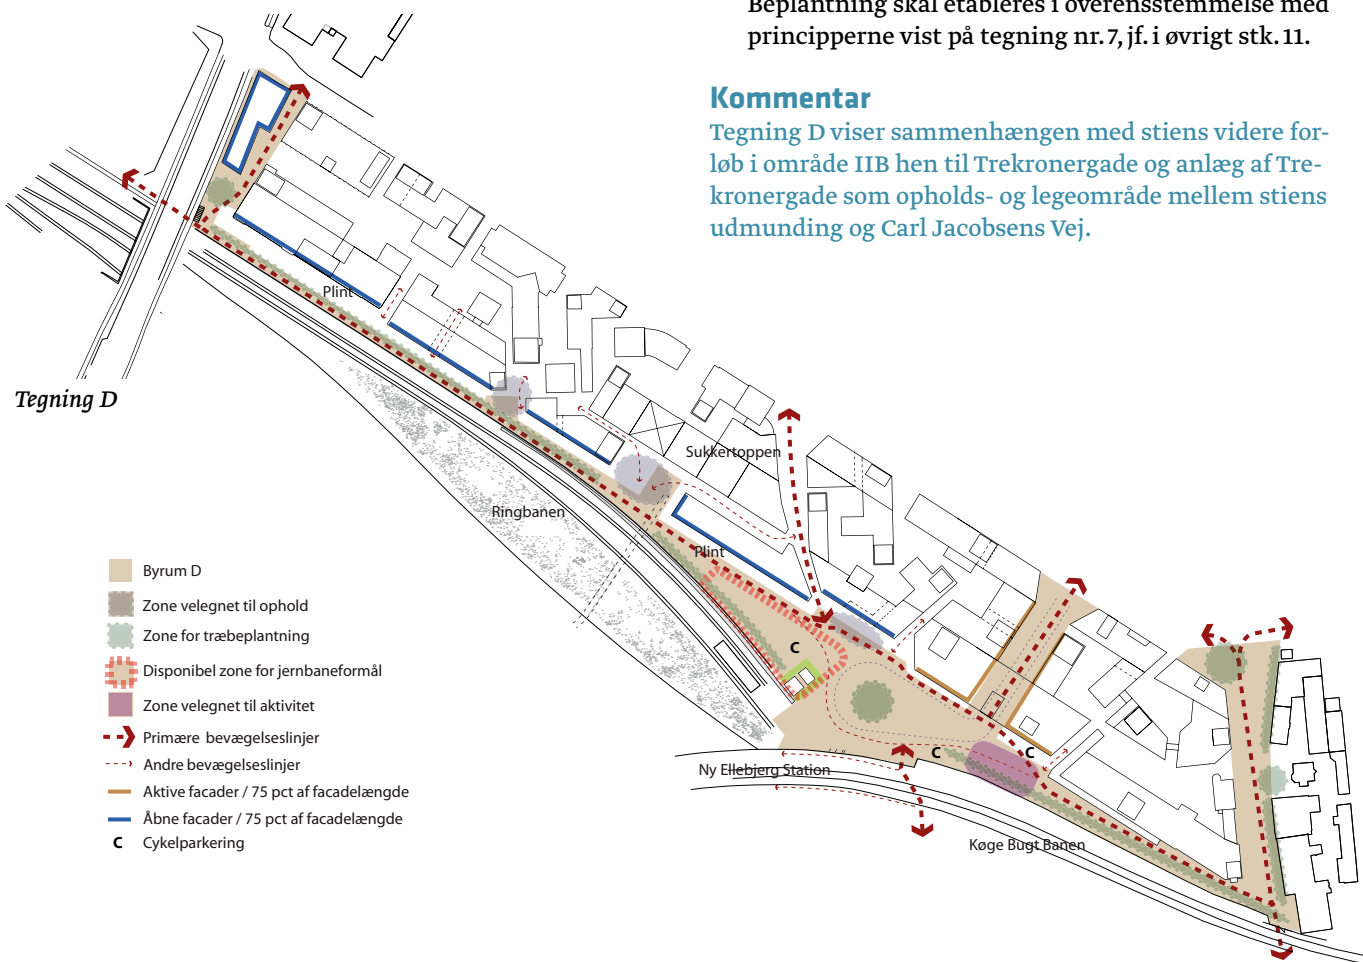 Beplantning skal etableres i overensstemmelse med
principperne vist på tegning nr. 7, jf. i øvrigt stk. 11.
Kommentar
Tegning D viser sammenhængen med stiens videre for-
løb i område IIB hen til Trekronergade og anlæg af Tre-
kronergade som opholds- og legeområde mellem stiens
udmunding og Carl Jacobsens Vej.
Plint
Tegning D
Sukkertoppen
Ringbanen
Plint
Byrum D
Zone velegnet til ophold
Zone for træbeplantning
Disponibel zone for jernbaneformål
Zone velegnet til aktivitet
Primære bevægelseslinjer
Andre bevægelseslinjer
Aktive facader / 75 pct af facadelængde
Åbne facader / 75 pct af facadelængde
C Cykelparkering
C
C
C
Ny Ellebjerg Station
Køge Bugt Banen